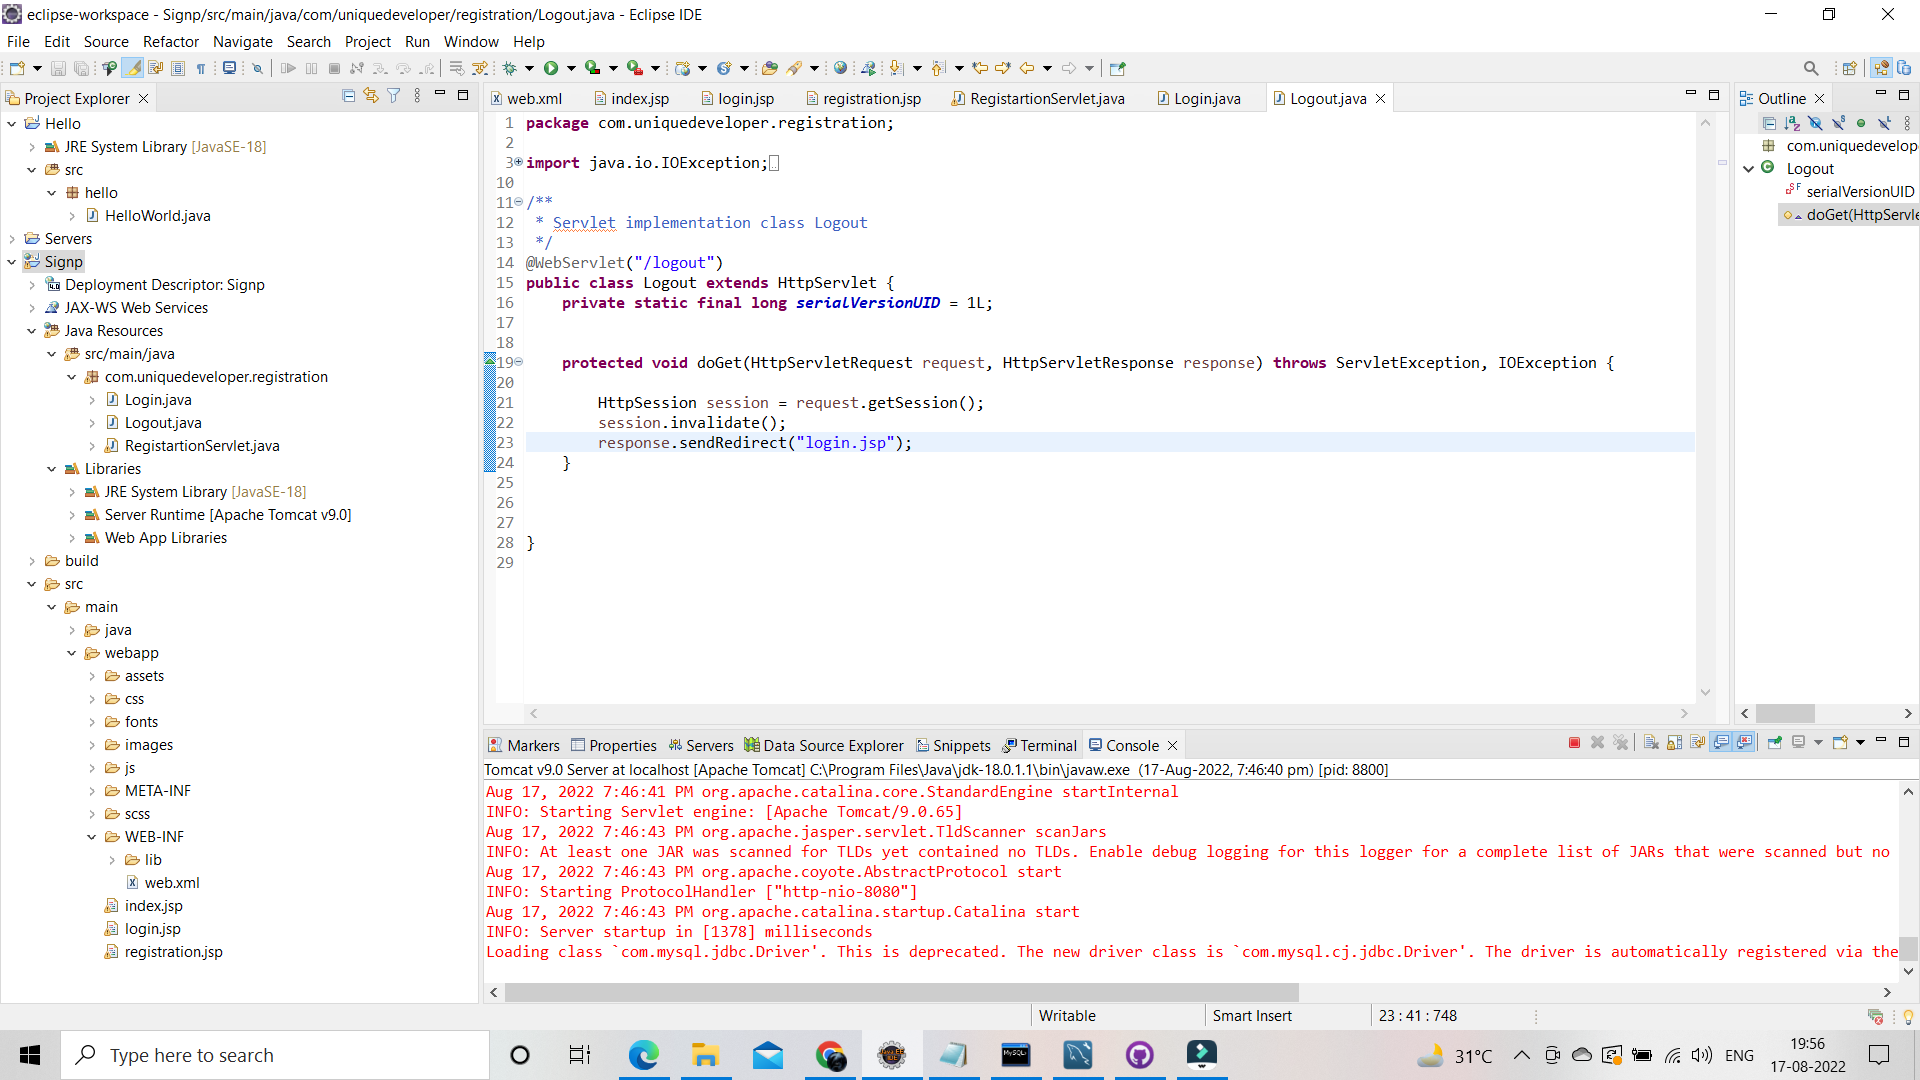 eclipse-workspace - Signp/src/main/java/com/uniquedeveloper/registration/Logout.java - Eclipse IDE
File Edit Source Refactor Navigate Search Project Run Window Help
Project Explorer
Hello
JRE System Library [JavaSE-18]
src
hello
HelloWorld.java
Servers
Signp
Deployment Descriptor: Signp
JAX-WS Web Services
Java Resources
src/main/java
com.uniquedeveloper.registration
Login.java
Logout.java
RegistartionServlet.java
Libraries
JRE System Library [JavaSE-18]
Server Runtime [Apache Tomcat v9.0]
Web App Libraries
build
src
main
java
webapp
assets
css
fonts
images
js
META-INF
scss
WEB-INF
lib
web.xml
index.jsp
login.jsp
registration.jsp
web.xml index.jsp login.jsp registration.jsp RegistartionServlet.java Login.java Logout.java
1 package com.uniquedeveloper.registration;
2
3 import java.io.IOException;
10
11 /**
12 * Servlet implementation class Logout
13 */
14 @WebServlet("/logout")
15 public class Logout extends HttpServlet {
16 private static final long serialVersionUID = 1L;
17
18
19 protected void doGet(HttpServletRequest request, HttpServletResponse response) throws ServletException, IOException {
20
21 HttpSession session = request.getSession();
22 session.invalidate();
23 response.sendRedirect("login.jsp");
24 }
25
26
27
28 }
29
Outline
com.uniquedevelop
Logout
serialVersionUID
doGet(HttpServle
Markers Properties Servers Data Source Explorer Snippets Terminal Console
Tomcat v9.0 Server at localhost [Apache Tomcat] C:\Program Files\Java\jdk-18.0.1.1\bin\javaw.exe (17-Aug-2022, 7:46:40 pm) [pid: 8800]
Aug 17, 2022 7:46:41 PM org.apache.catalina.core.StandardEngine startInternal
INFO: Starting Servlet engine: [Apache Tomcat/9.0.65]
Aug 17, 2022 7:46:43 PM org.apache.jasper.servlet.TldScanner scanJars
INFO: At least one JAR was scanned for TLDs yet contained no TLDs. Enable debug logging for this logger for a complete list of JARs that were scanned but no
Aug 17, 2022 7:46:43 PM org.apache.coyote.AbstractProtocol start
INFO: Starting ProtocolHandler ["http-nio-8080"]
Aug 17, 2022 7:46:43 PM org.apache.catalina.startup.Catalina start
INFO: Server startup in [1378] milliseconds
Loading class `com.mysql.jdbc.Driver'. This is deprecated. The new driver class is `com.mysql.cj.jdbc.Driver'. The driver is automatically registered via the
Writable Smart Insert 23 : 41 : 748
Type here to search
31°C ENG 19:56
17-08-2022